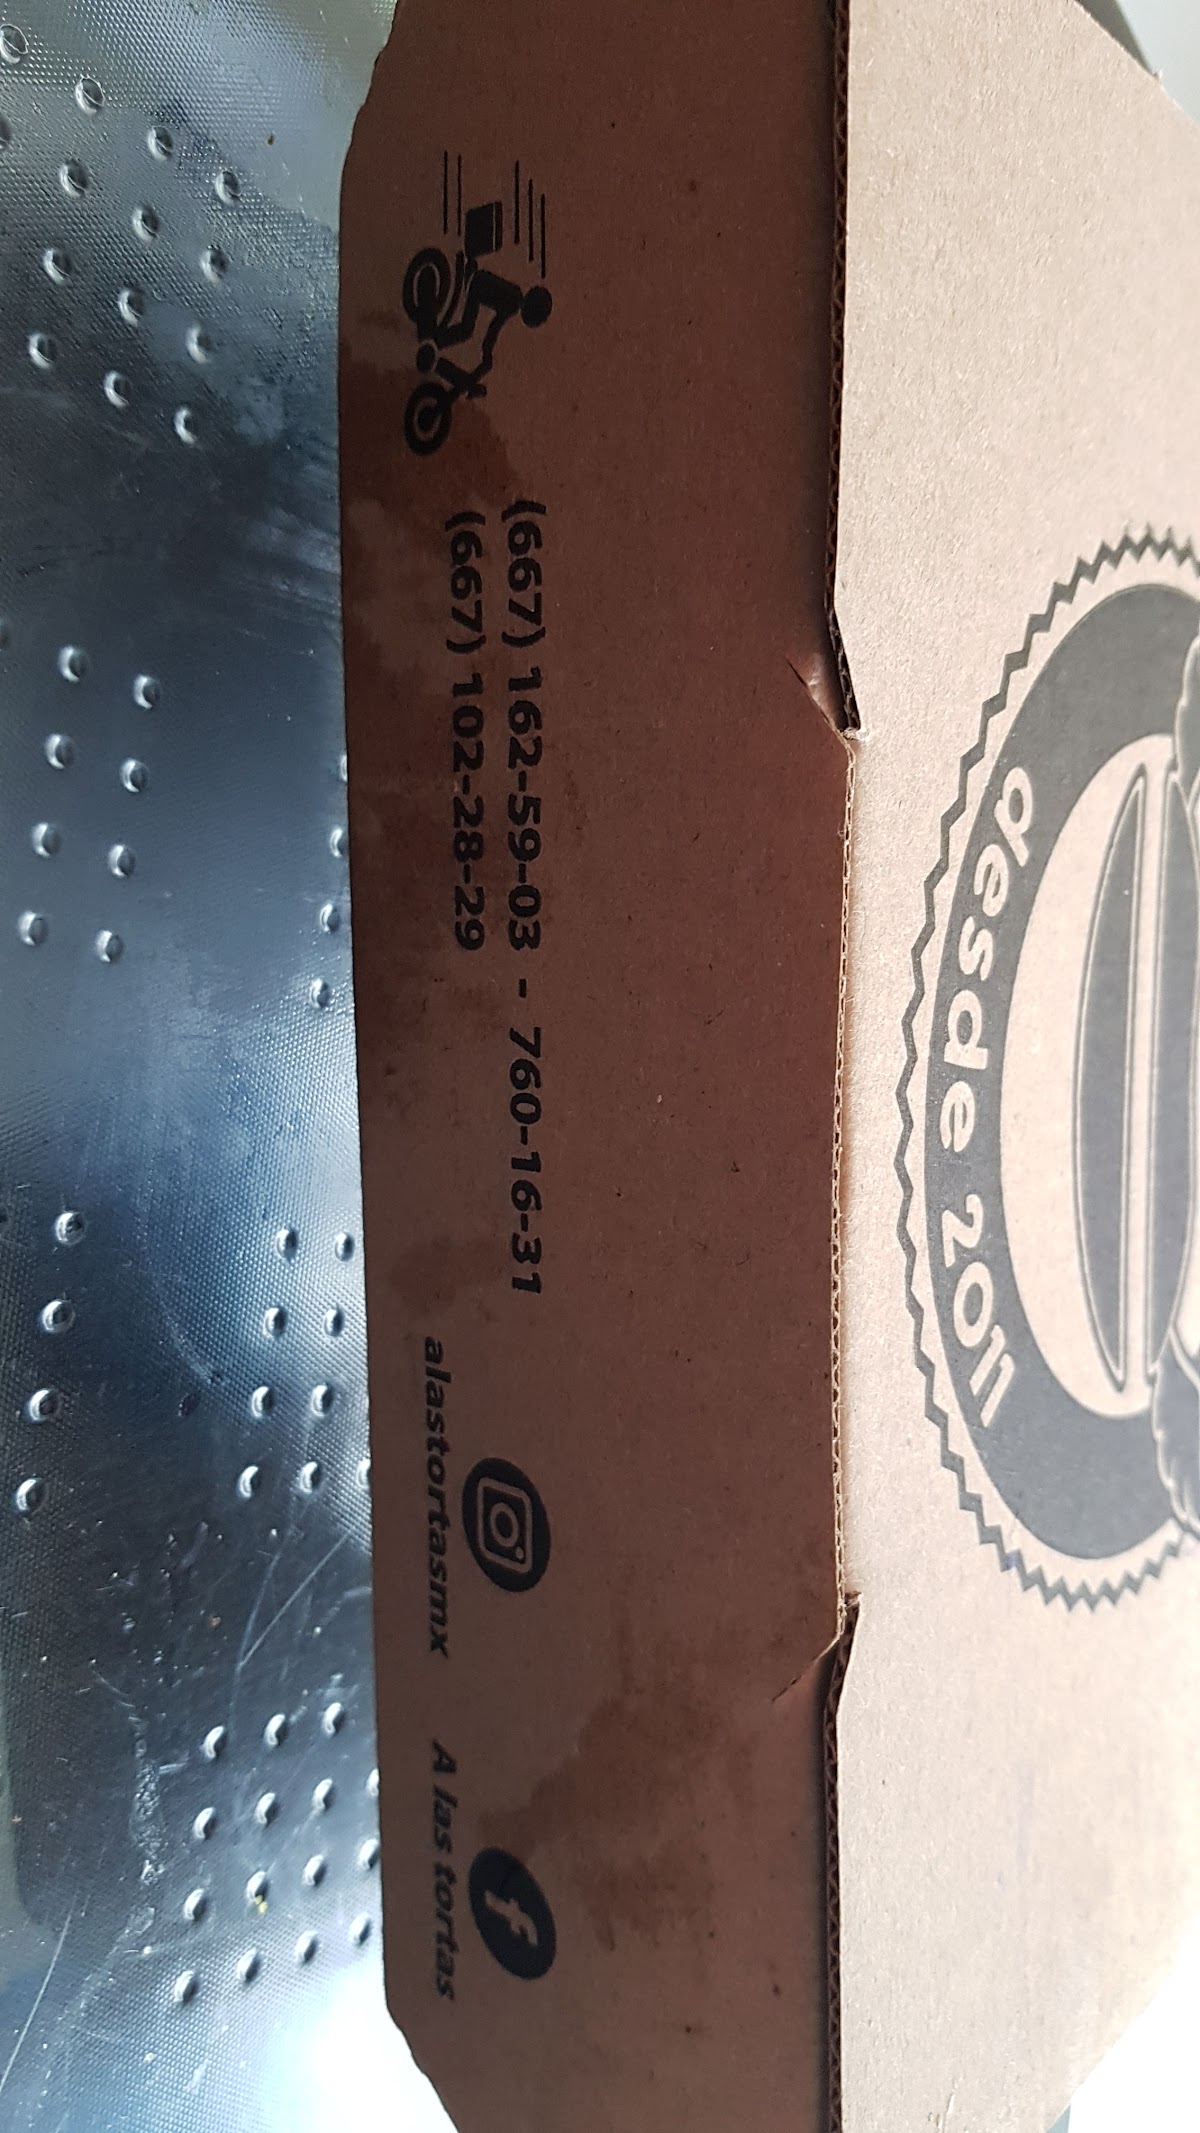 (667) 162-59-03 - 760-16-31
(667) 102-28-29
alastortasmx
A las tortas
desde 2011